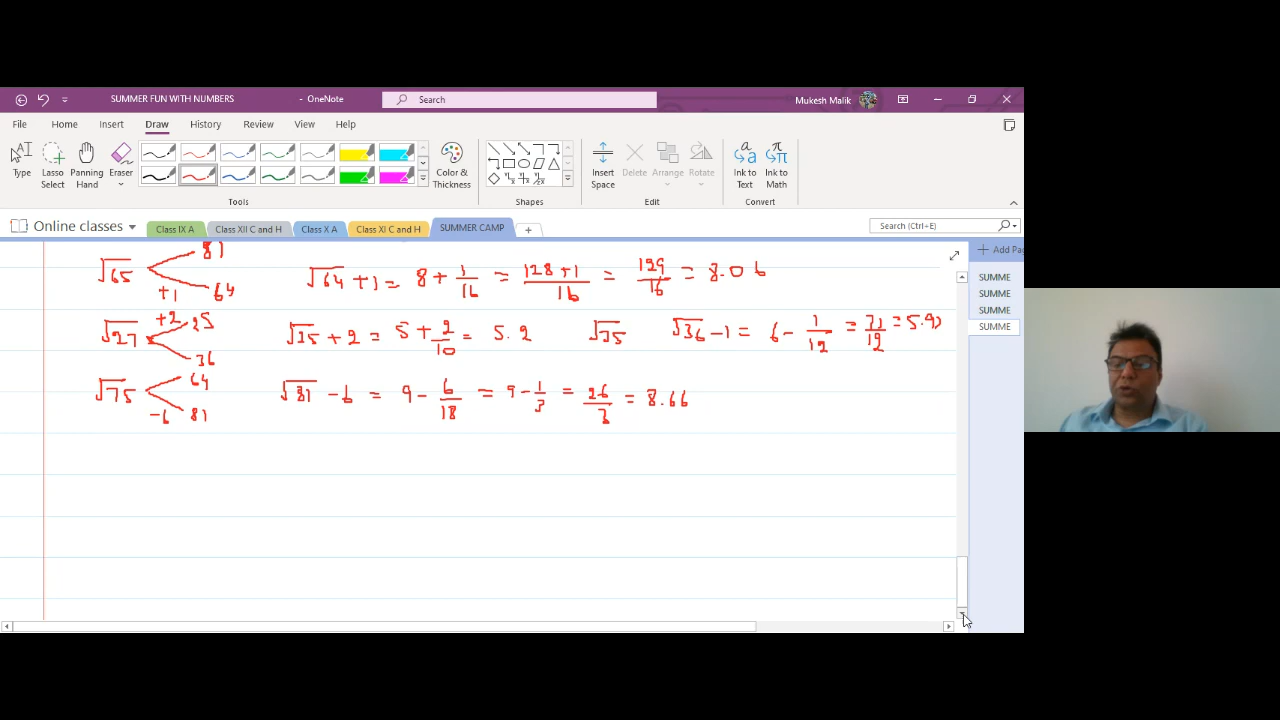 SUMMER FUN WITH NUMBERS - OneNote Search Mukesh Malik
File Home Insert Draw History Review View Help
Type Lasso Select Panning Hand Eraser Color & Thickness Insert Space Delete Arrange Rotate Ink to Text Ink to Math
Tools Shapes Edit Convert
Online classes Class IX A Class XII C and H Class X A Class XI C and H SUMMER CAMP + Search (Ctrl+E)
Add Pa
SUMME
SUMME
SUMME
SUMME
81
√65 √64 + 1 = 8 + 1/16 = 128 + 1/16 = 129/16 = 8.06
+1 64
+2 25
√27 √25 + 2 = 5 + 2/10 = 5.2 √35 √36 - 1 = 6 - 1/12 = 71/12 = 5.92
36
64
√75 √81 - 6 = 9 - 6/18 = 9 - 1/3 = 26/3 = 8.66
-6 81